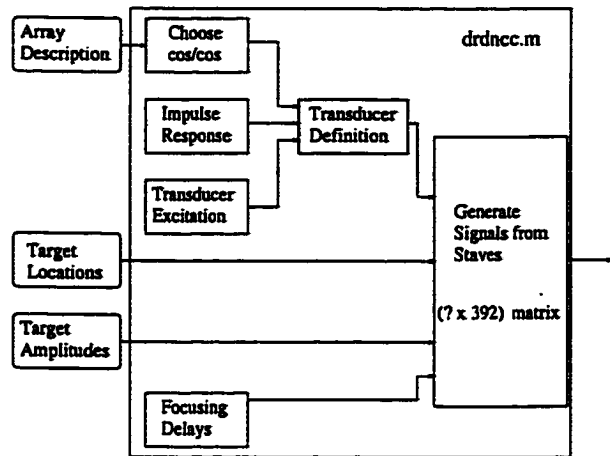 Array
Description
Choose
cos/cos
drdncc.m
Impulse
Response
Transducer
Definition
Transducer
Excitation
Generate
Signals from
Staves
(? x 392) matrix
Target
Locations
Target
Amplitudes
Focusing
Delays